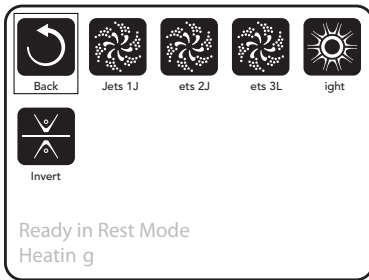 Back Jets 1J ets 2J ets 3L ight
Invert
Ready in Rest Mode
Heatin g